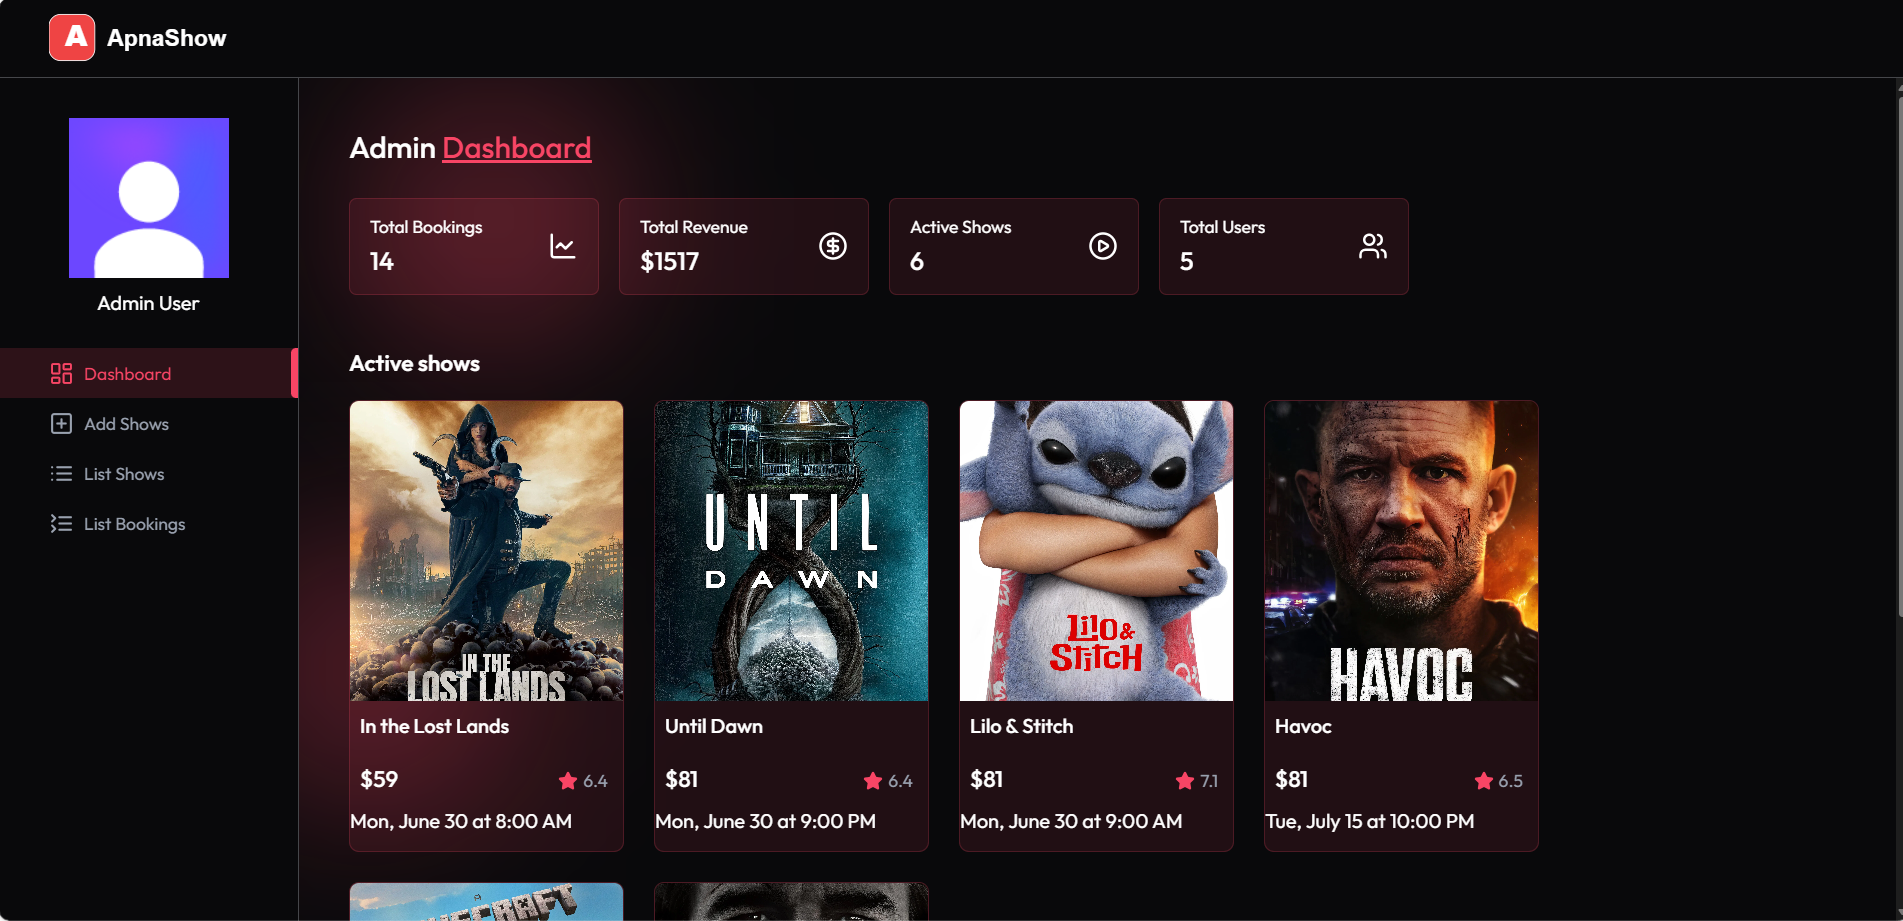 A ApnaShow
Admin User
Dashboard
Add Shows
List Shows
List Bookings
Admin Dashboard
Total Bookings
14
Total Revenue
$1517
Active Shows
6
Total Users
5
Active shows
IN THE
LOST LANDS
In the Lost Lands
$59 6.4
Mon, June 30 at 8:00 AM
UNTIL
DAWN
Until Dawn
$81 6.4
Mon, June 30 at 9:00 PM
Lilo &
Stitch
Lilo & Stitch
$81 7.1
Mon, June 30 at 9:00 AM
HAVOC
Havoc
$81 6.5
Tue, July 15 at 10:00 PM